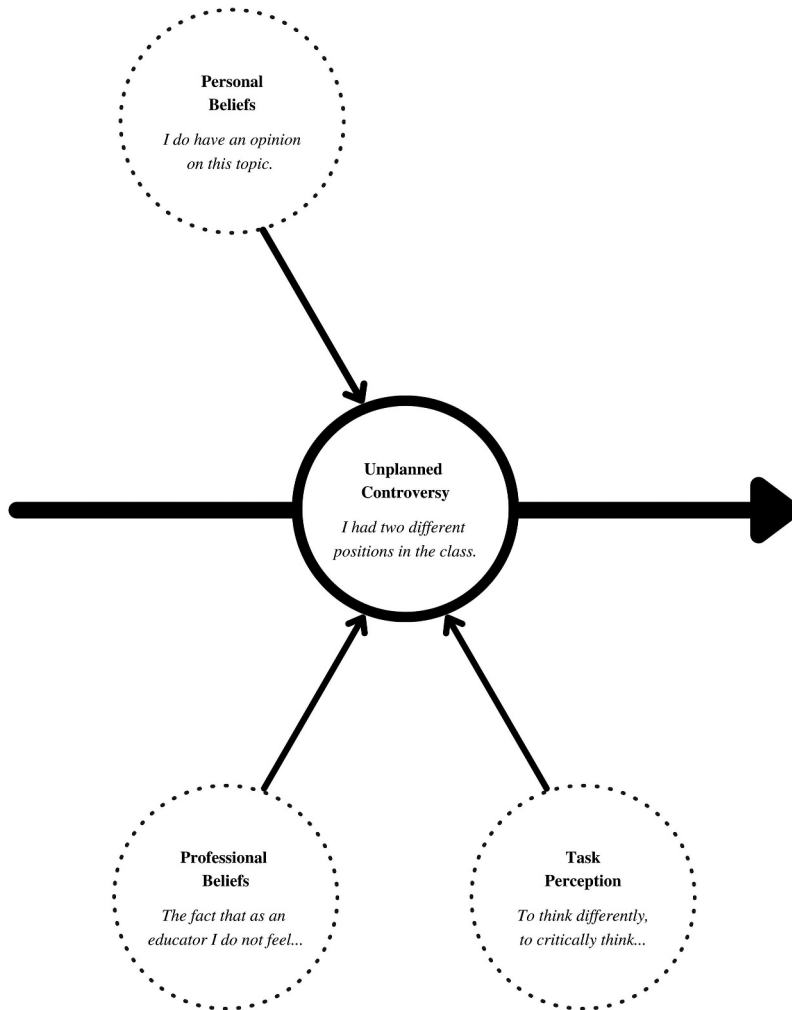 Personal
Beliefs
I do have an opinion
on this topic.
Unplanned
Controversy
I had two different
positions in the class.
Professional
Beliefs
The fact that as an
educator I do not feel...
Task
Perception
To think differently,
to critically think...